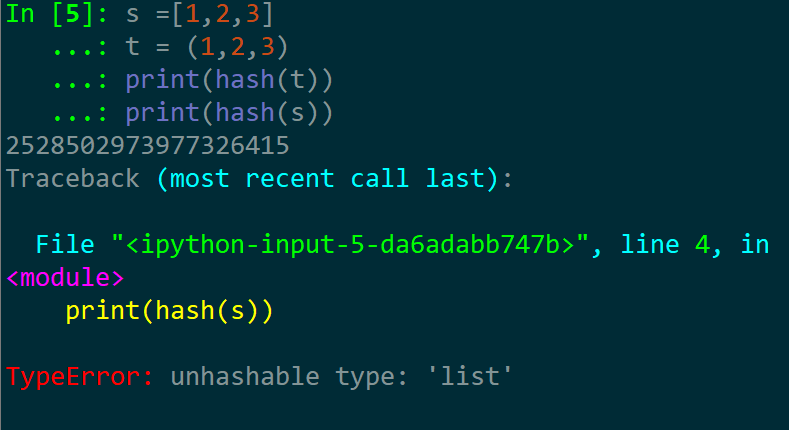 In [5]: s =[1,2,3]
   ...: t = (1,2,3)
   ...: print(hash(t))
   ...: print(hash(s))
2528502973977326415
Traceback (most recent call last):

  File "<ipython-input-5-da6adabb747b>", line 4, in
<module>
    print(hash(s))

TypeError: unhashable type: 'list'